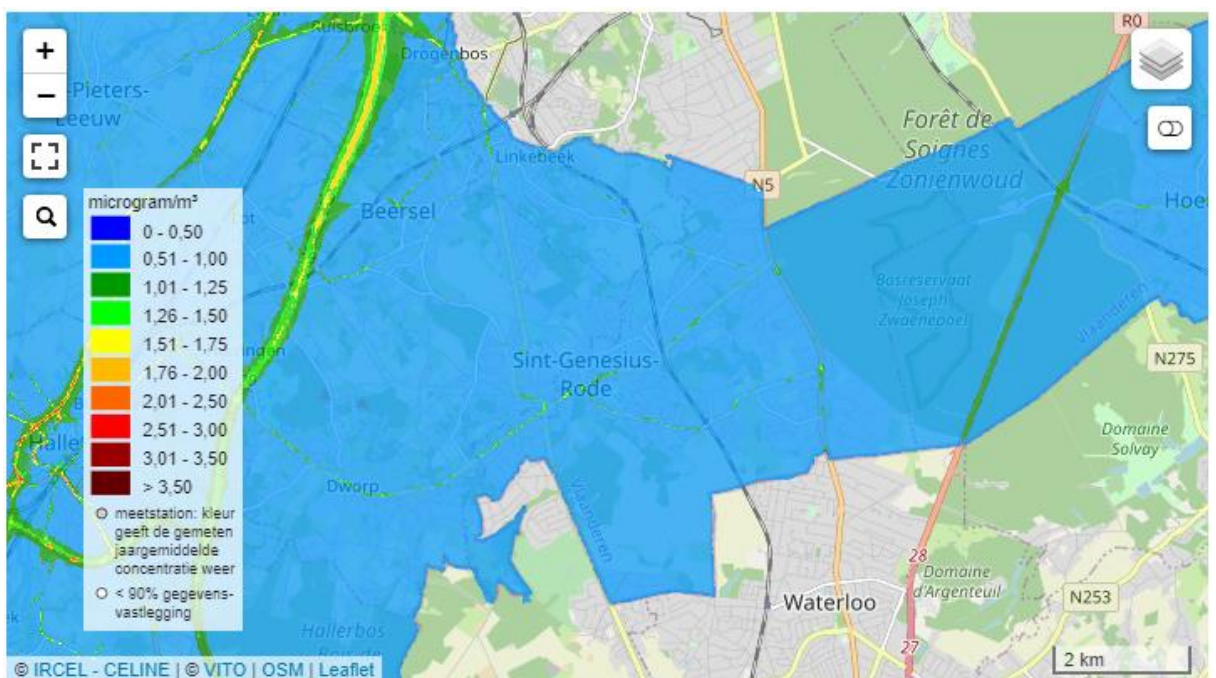 Ruisbroe
R0
+
Drogenbos
−
-Pieters-
Leeuw
Forêt de
Soignes
Zoniënwoud
Linkebeek
N5
microgram/m³
Hoe
Beersel
0 - 0,50
0,51 - 1,00
1,01 - 1,25
Bosreservaat
Joseph
Zwaenepoel
1,26 - 1,50
Vlaanderen
1,51 - 1,75
ingen
Sint-Genesius-
Rode
N275
1,76 - 2,00
2,01 - 2,50
2,51 - 3,00
Halle
Domaine
Solvay
3,01 - 3,50
> 3,50
Dworp
Vlaanderen
meetstation: kleur
geeft de gemeten
jaargemiddelde
concentratie weer
28
Domaine
d'Argenteuil
< 90% gegevens-
vastlegging
Waterloo
N253
Hallerbos
27
2 km
© IRCEL - CELINE | © VITO | OSM | Leaflet